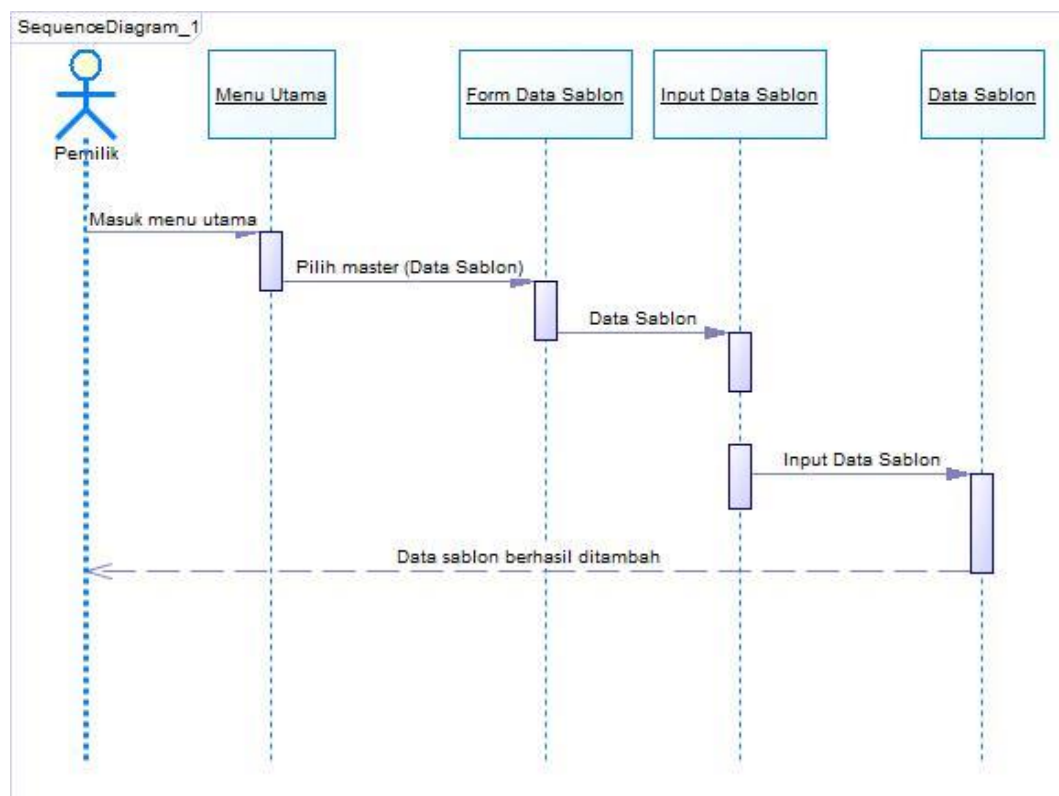 SequenceDiagram_1
Pemilik
Menu Utama
Form Data Sablon
Input Data Sablon
Data Sablon
Masuk menu utama
Pilih master (Data Sablon)
Data Sablon
Input Data Sablon
Data sablon berhasil ditambah